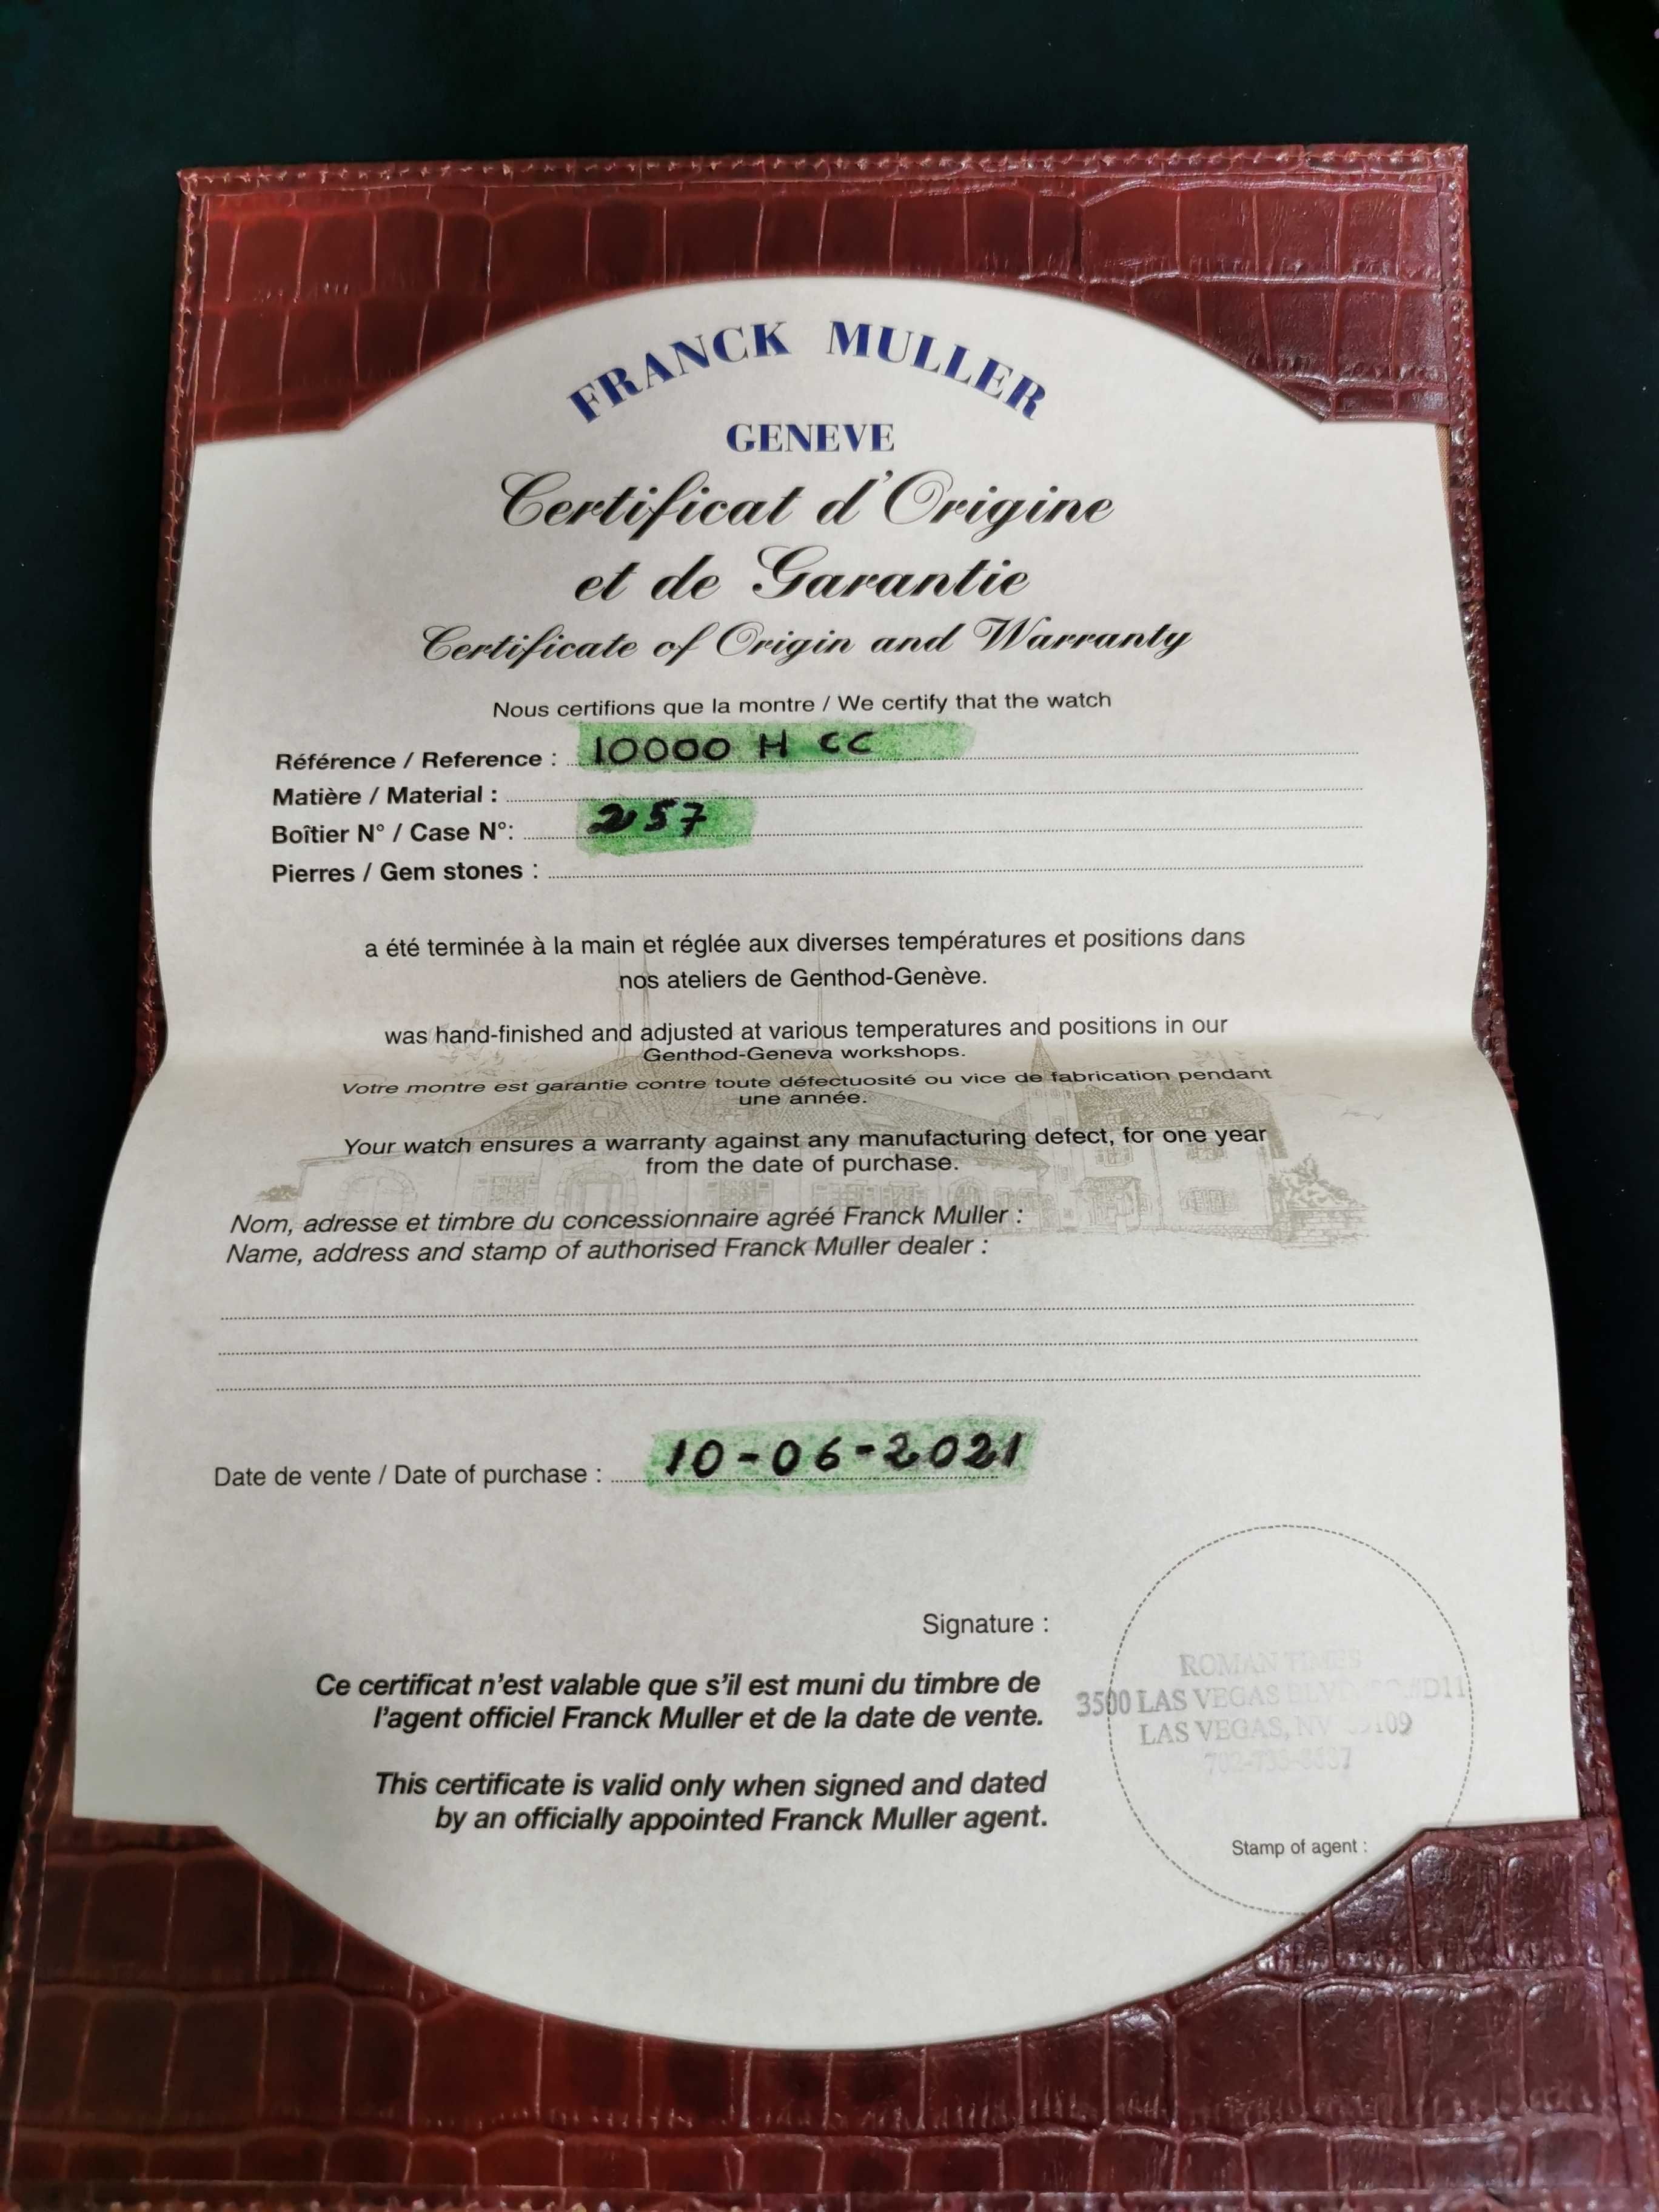 FRANCK MULLER
GENEVE
Certificat d'Origine
et de Garantie
Certificate of Origin and Warranty
Nous certifions que la montre / We certify that the watch
Référence / Reference : 10000 H CC
Matière / Material :
Boîtier N° / Case N°: 257
Pierres / Gem stones :
a été terminée à la main et réglée aux diverses températures et positions dans
nos ateliers de Genthod-Genève.
was hand-finished and adjusted at various temperatures and positions in our
Genthod-Geneva workshops.
Votre montre est garantie contre toute défectuosité ou vice de fabrication pendant
une année.
Your watch ensures a warranty against any manufacturing defect, for one year
from the date of purchase.
Nom, adresse et timbre du concessionnaire agréé Franck Muller :
Name, address and stamp of authorised Franck Muller dealer :
Date de vente / Date of purchase : 10-06-2021
Signature :
Ce certificat n'est valable que s'il est muni du timbre de
l'agent officiel Franck Muller et de la date de vente.
This certificate is valid only when signed and dated
by an officially appointed Franck Muller agent.
ROMAN TIMES
3500 LAS VEGAS BLVD
LAS VEGAS, NV
Stamp of agent :